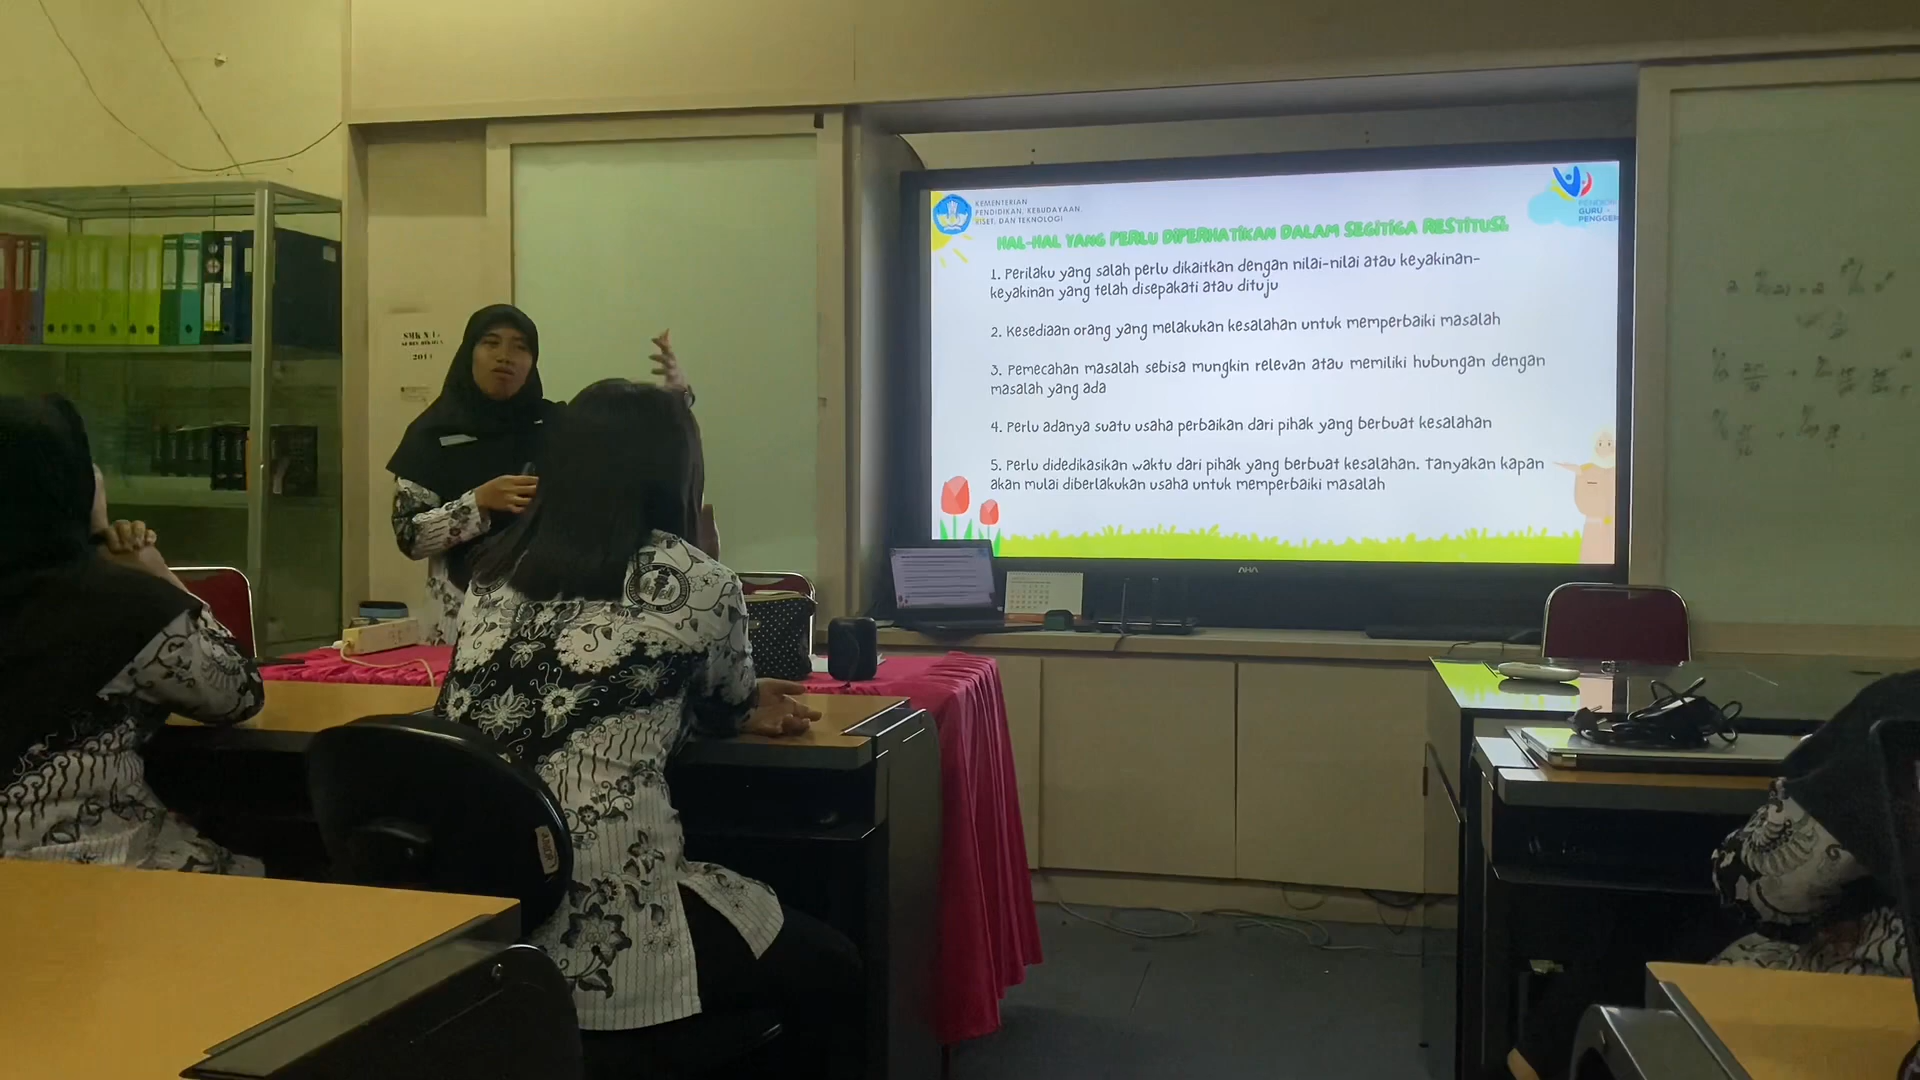 KEMENTERIAN
PENDIDIKAN, KEBUDAYAAN,
RISET, DAN TEKNOLOGI
GURU
PENGGER
HAL-HAL YANG PERLU DIPERHATIKAN DALAM SEGITIGA RESTITUSI:
1. Perilaku yang salah perlu dikaitkan dengan nilai-nilai atau keyakinan-
keyakinan yang telah disepakati atau dituju
2. Kesediaan orang yang melakukan kesalahan untuk memperbaiki masalah
3. Pemecahan masalah sebisa mungkin relevan atau memiliki hubungan dengan
masalah yang ada
4. Perlu adanya suatu usaha perbaikan dari pihak yang berbuat kesalahan
5. Perlu didedikasikan waktu dari pihak yang berbuat kesalahan. Tanyakan kapan
akan mulai diberlakukan usaha untuk memperbaiki masalah
AHA
SMK N 1